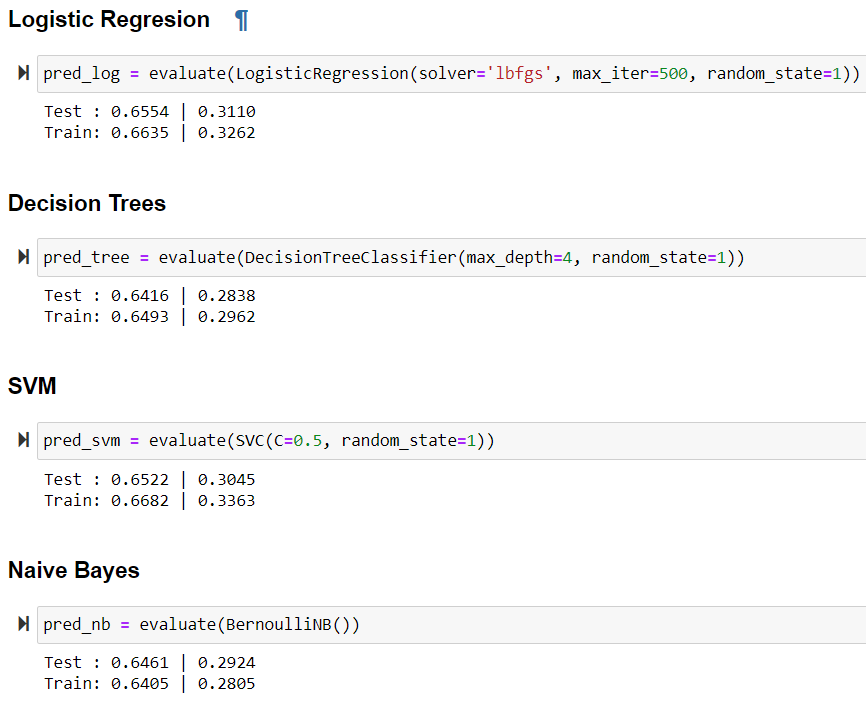 Logistic Regresion ¶
pred_log = evaluate(LogisticRegression(solver='lbfgs', max_iter=500, random_state=1))
Test : 0.6554 | 0.3110
Train: 0.6635 | 0.3262
Decision Trees
pred_tree = evaluate(DecisionTreeClassifier(max_depth=4, random_state=1))
Test : 0.6416 | 0.2838
Train: 0.6493 | 0.2962
SVM
pred_svm = evaluate(SVC(C=0.5, random_state=1))
Test : 0.6522 | 0.3045
Train: 0.6682 | 0.3363
Naive Bayes
pred_nb = evaluate(BernoulliNB())
Test : 0.6461 | 0.2924
Train: 0.6405 | 0.2805